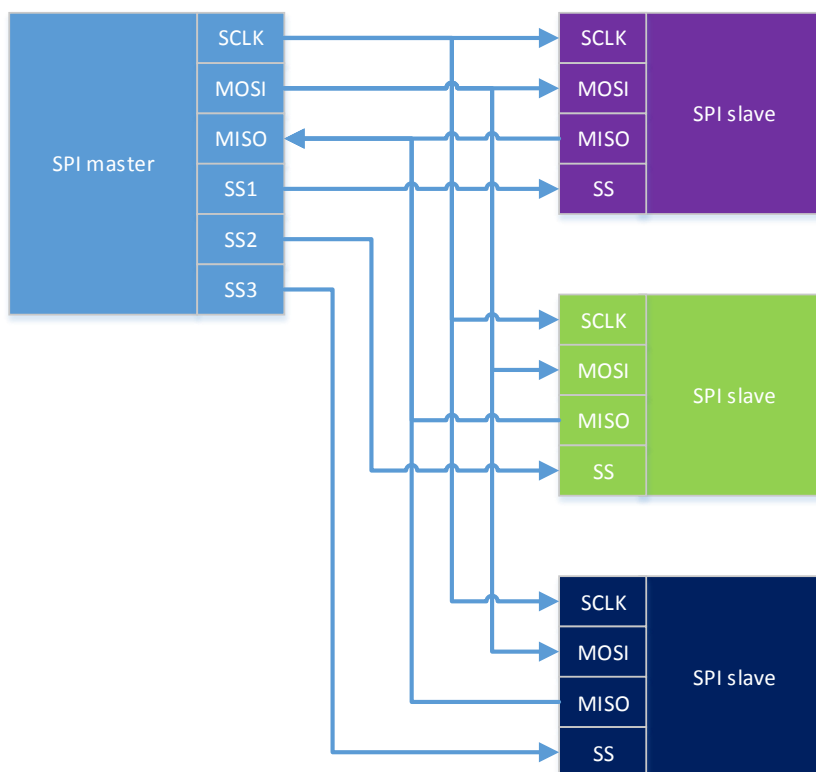 SPI master
SCLK
MOSI
MISO
SS1
SS2
SS3
SCLK
MOSI
MISO
SS
SPI slave
SCLK
MOSI
MISO
SS
SPI slave
SCLK
MOSI
MISO
SS
SPI slave